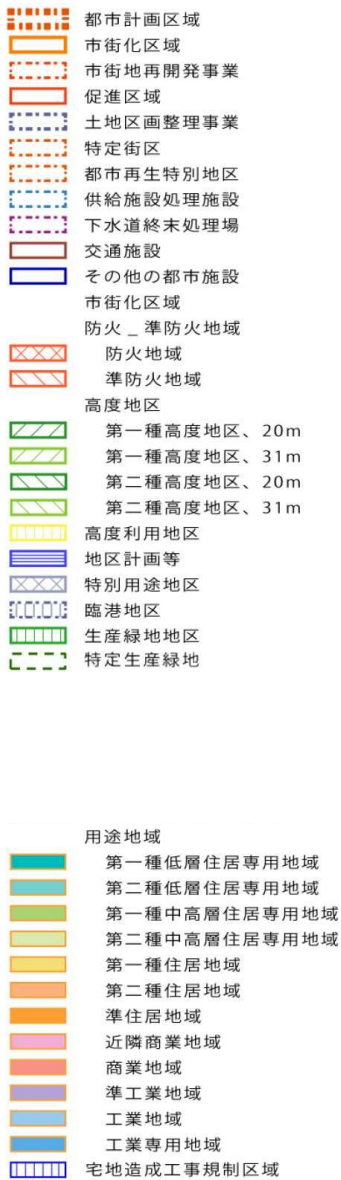 都市計画区域
市街化区域
市街地再開発事業
促進区域
土地区画整理事業
特定街区
都市再生特別地区
供給施設処理施設
下水道終末処理場
交通施設
その他の都市施設
市街化区域
防火 _ 準防火地域
防火地域
準防火地域
高度地区
第一種高度地区、20m
第一種高度地区、31m
第二種高度地区、20m
第二種高度地区、31m
高度利用地区
地区計画等
特別用途地区
臨港地区
生産緑地地区
特定生産緑地
用途地域
第一種低層住居専用地域
第二種低層住居専用地域
第一種中高層住居専用地域
第二種中高層住居専用地域
第一種住居地域
第二種住居地域
準住居地域
近隣商業地域
商業地域
準工業地域
工業地域
工業専用地域
宅地造成工事規制区域